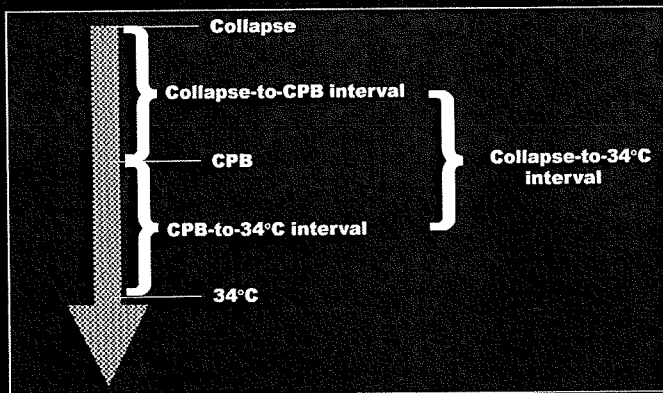 Collapse
Collapse-to-CPB interval
CPB
Collapse-to-34°C
interval
CPB-to-34°C interval
34°C